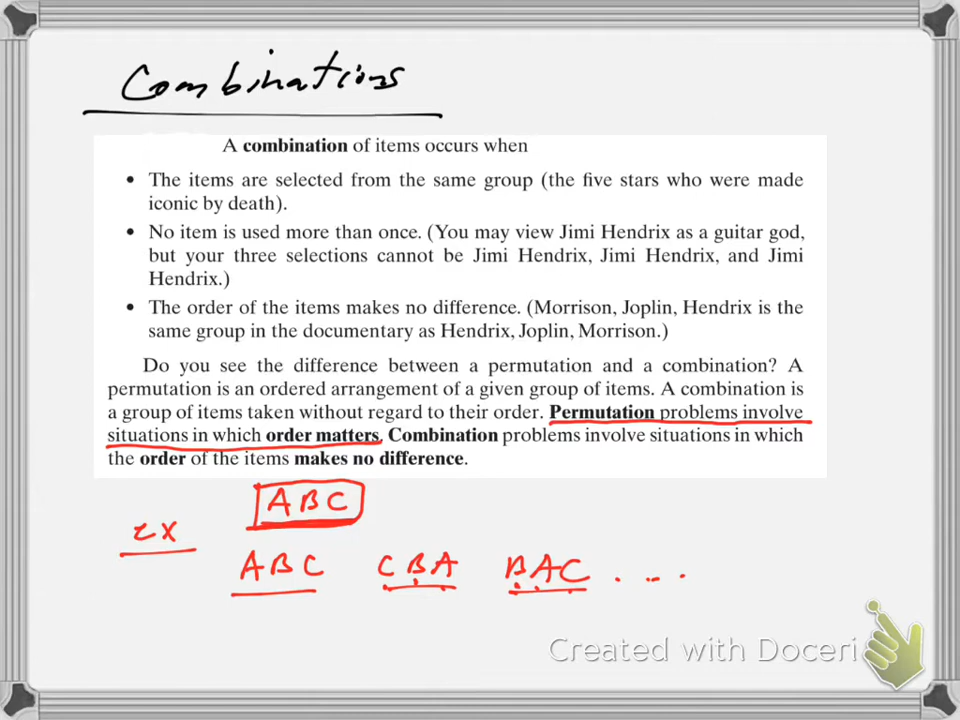 Combinations
A combination of items occurs when
• The items are selected from the same group (the five stars who were made
iconic by death).
• No item is used more than once. (You may view Jimi Hendrix as a guitar god,
but your three selections cannot be Jimi Hendrix, Jimi Hendrix, and Jimi
Hendrix.)
• The order of the items makes no difference. (Morrison, Joplin, Hendrix is the
same group in the documentary as Hendrix, Joplin, Morrison.)
Do you see the difference between a permutation and a combination? A
permutation is an ordered arrangement of a given group of items. A combination is
a group of items taken without regard to their order. Permutation problems involve
situations in which order matters. Combination problems involve situations in which
the order of the items makes no difference.
ABC
ex
ABC CBA BAC ....
Created with Doceri